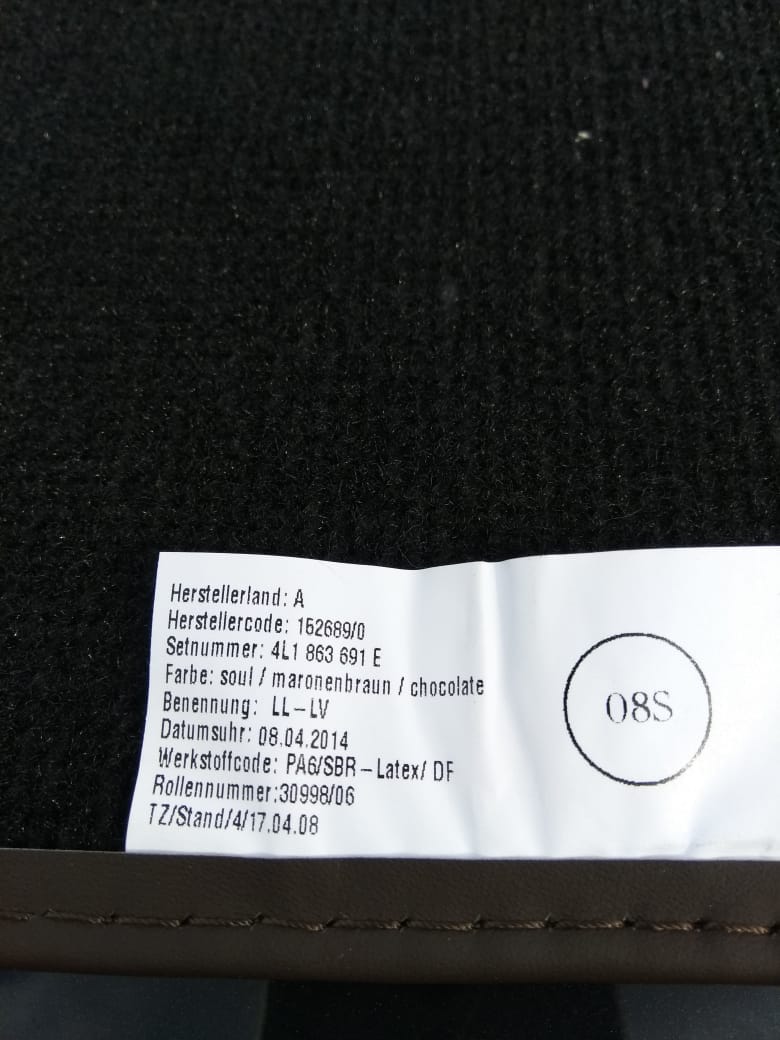 Herstellerland: A
Herstellercode: 152689/0
Setnummer: 4L1 863 691 E
Farbe: soul / maronenbraun / chocolate
Benennung: LL-LV
Datumsuhr: 08.04.2014
Werkstoffcode: PA6/SBR - Latex/ DF
Rollennummer:30998/06
TZ/Stand/4/17.04.08
08S